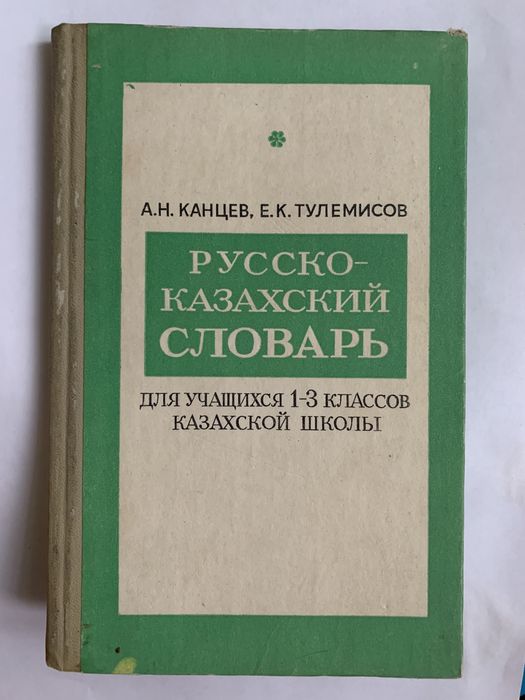 А.Н. КАНЦЕВ, Е.К. ТУЛЕМИСОВ
РУССКО-
КАЗАХСКИЙ
СЛОВАРЬ
ДЛЯ УЧАЩИХСЯ 1-3 КЛАССОВ
КАЗАХСКОЙ ШКОЛЫ